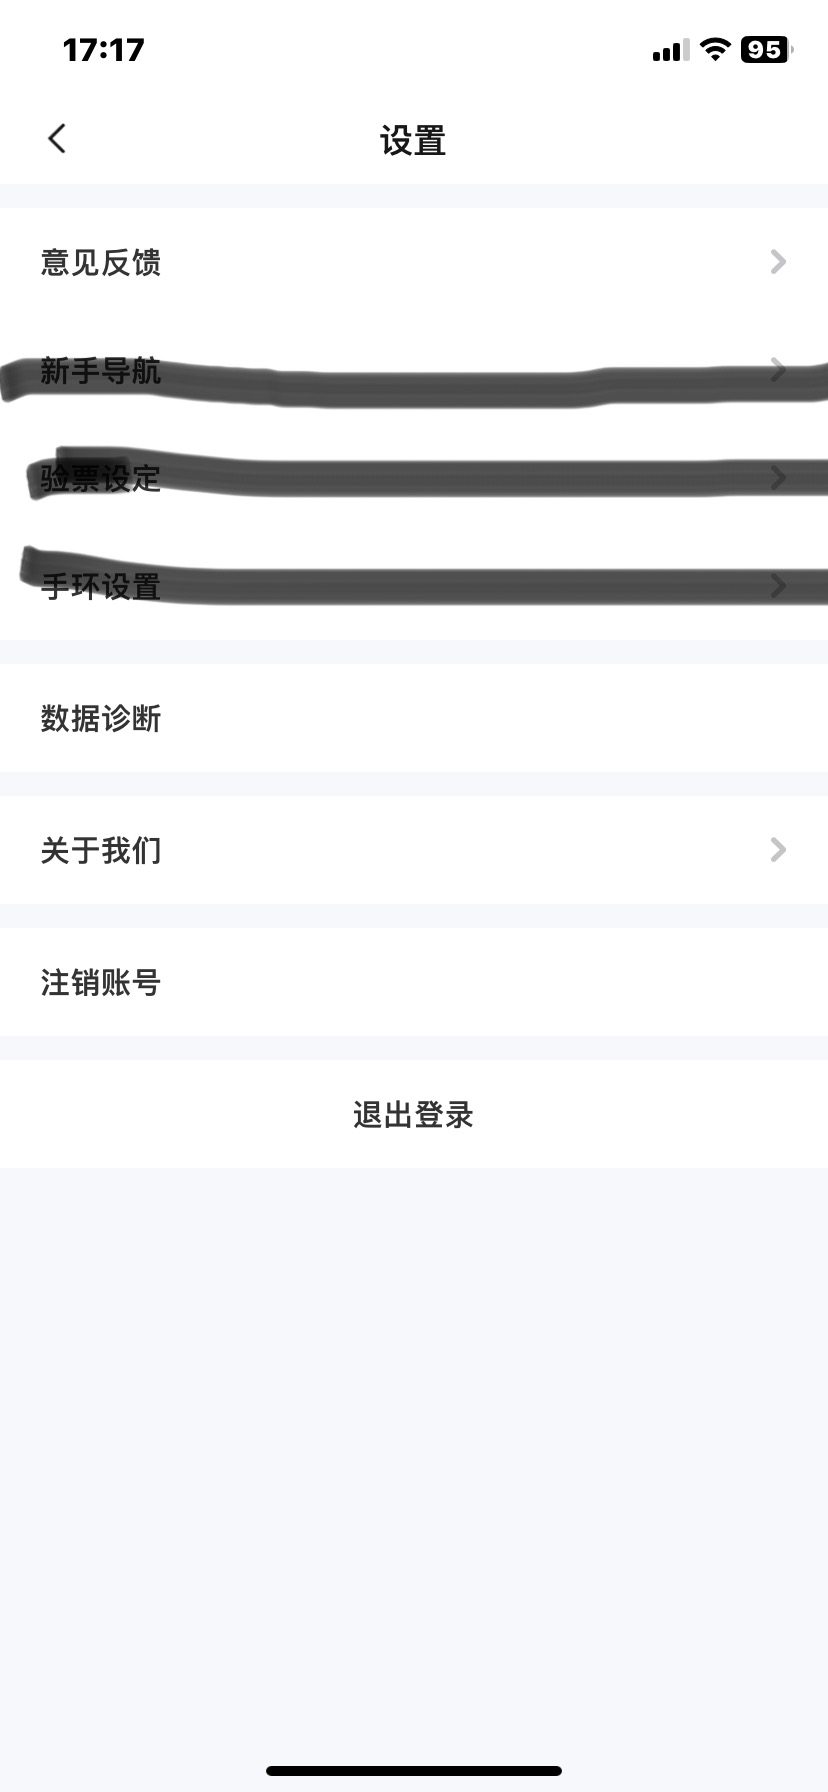 17:17
95
设置
意见反馈
新手导航
验票设定
手环设置
数据诊断
关于我们
注销账号
退出登录